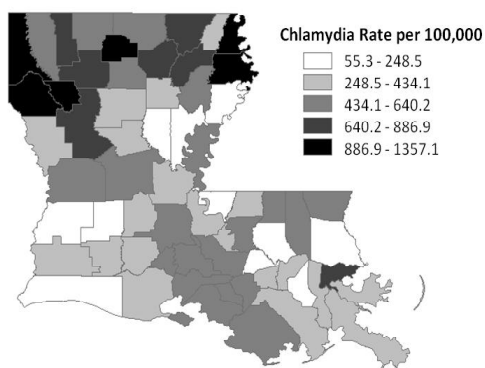 Chlamydia Rate per 100,000
55.3 - 248.5
248.5 - 434.1
434.1 - 640.2
640.2 - 886.9
886.9 - 1357.1